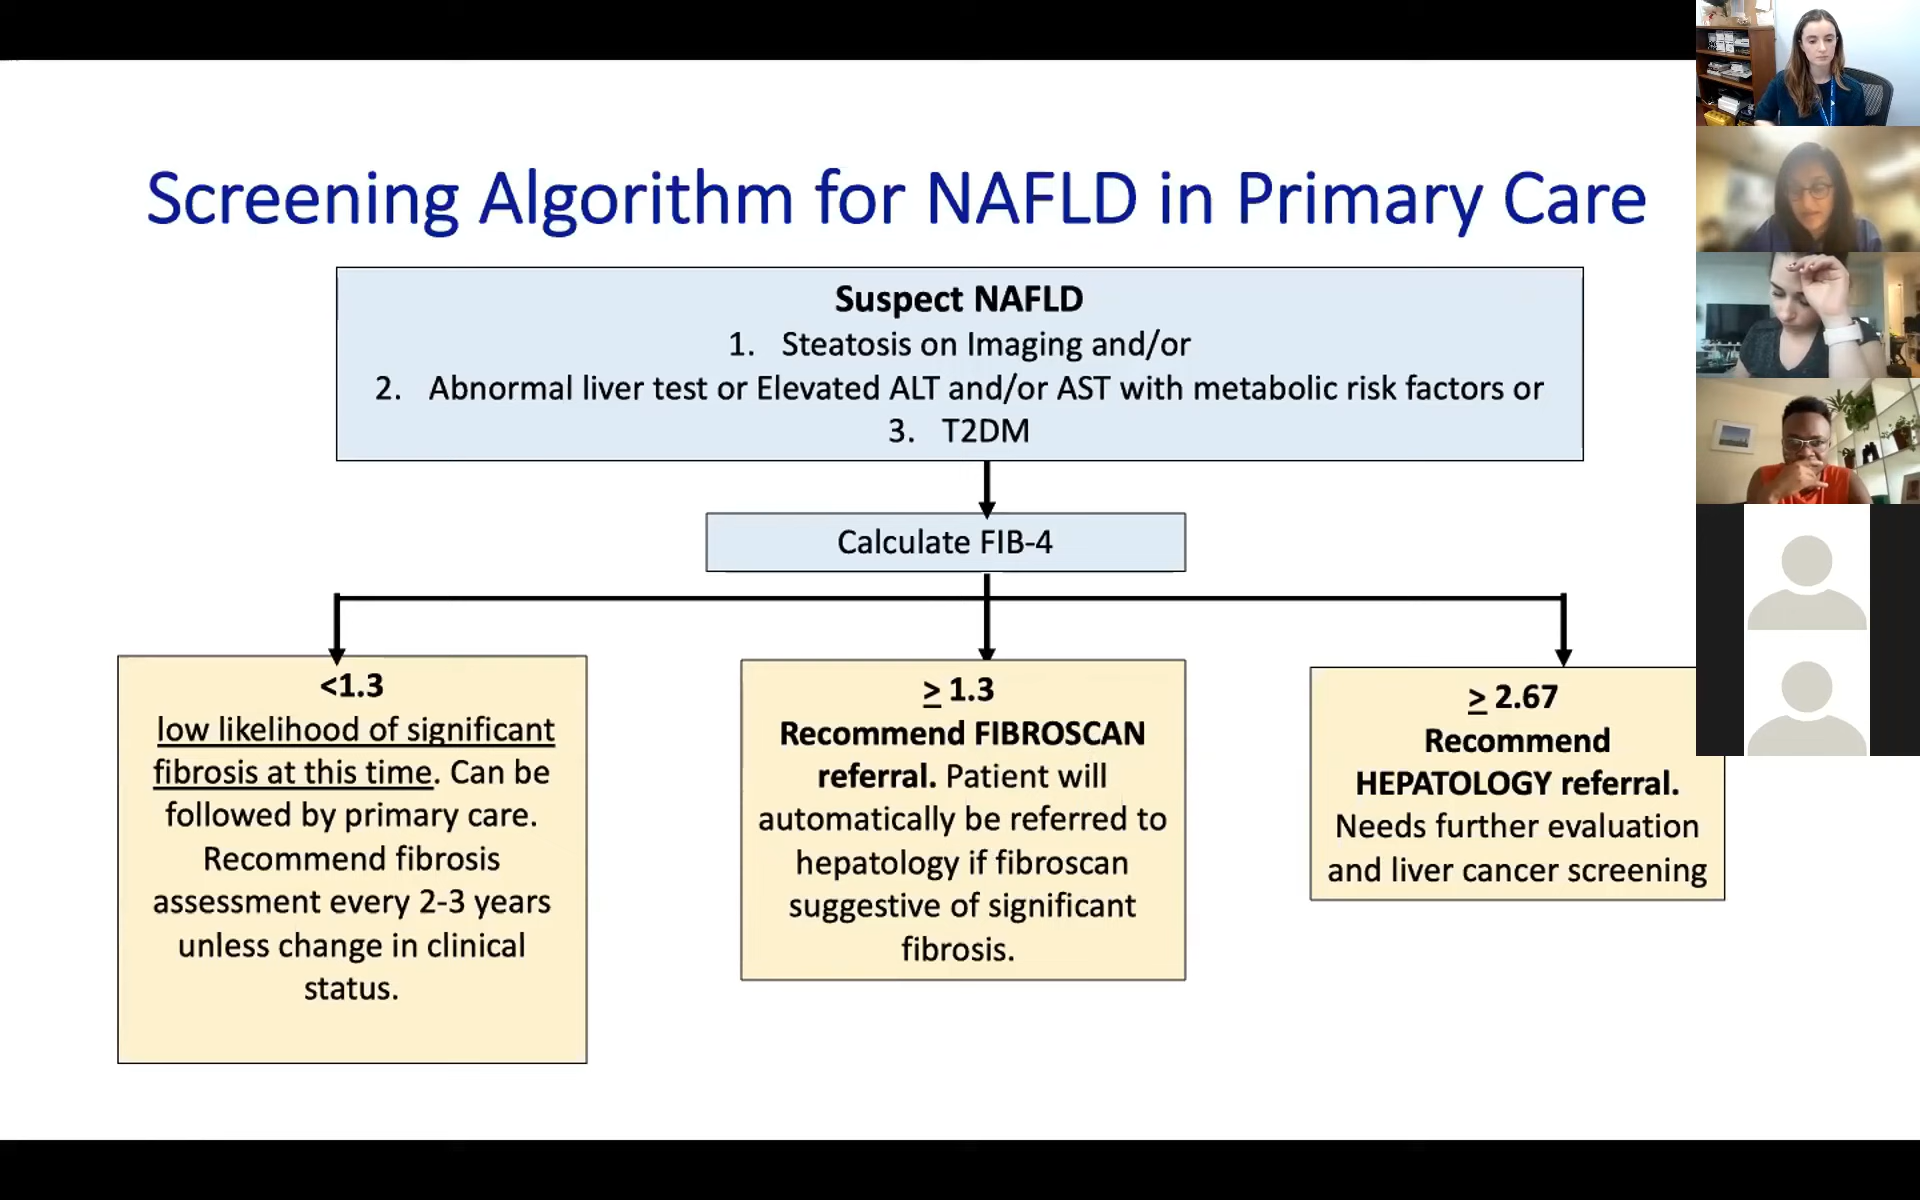 Screening Algorithm for NAFLD in Primary Care
Suspect NAFLD
1. Steatosis on Imaging and/or
2. Abnormal liver test or Elevated ALT and/or AST with metabolic risk factors or
3. T2DM
Calculate FIB-4
<1.3
low likelihood of significant
fibrosis at this time. Can be
followed by primary care.
Recommend fibrosis
assessment every 2-3 years
unless change in clinical
status.
≥ 1.3
Recommend FIBROSCAN
referral. Patient will
automatically be referred to
hepatology if fibroscan
suggestive of significant
fibrosis.
≥ 2.67
Recommend
HEPATOLOGY referral.
Needs further evaluation
and liver cancer screening